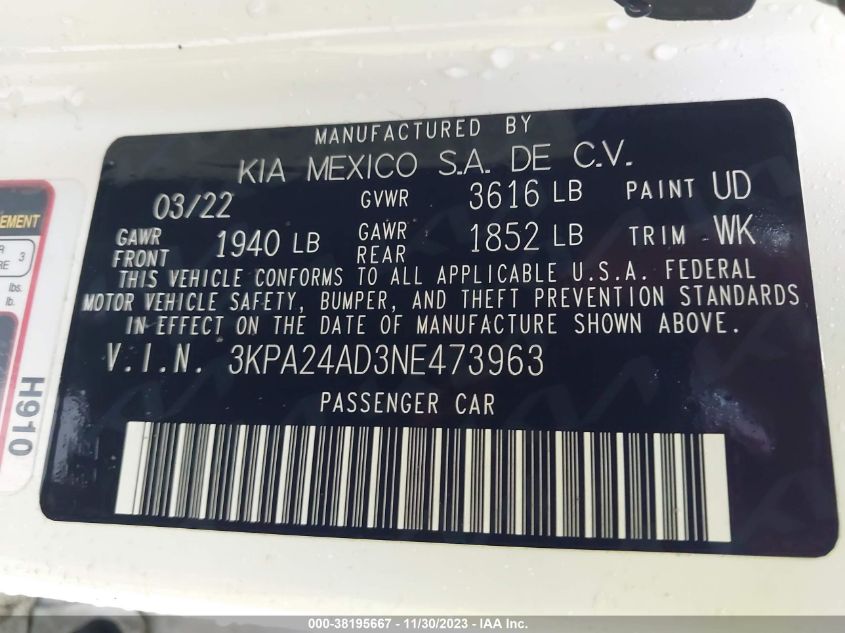 MANUFACTURED BY
KIA MEXICO S.A. DE C.V.
03/22 GVWR 3616 LB PAINT UD
GAWR FRONT 1940 LB GAWR REAR 1852 LB TRIM WK
THIS VEHICLE CONFORMS TO ALL APPLICABLE U.S.A. FEDERAL
MOTOR VEHICLE SAFETY, BUMPER, AND THEFT PREVENTION STANDARDS
IN EFFECT ON THE DATE OF MANUFACTURE SHOWN ABOVE.
V.I.N. 3KPA24AD3NE473963
PASSENGER CAR
3
lbs.
lb.
H910
000-38195667 - 11/30/2023 - IAA Inc.